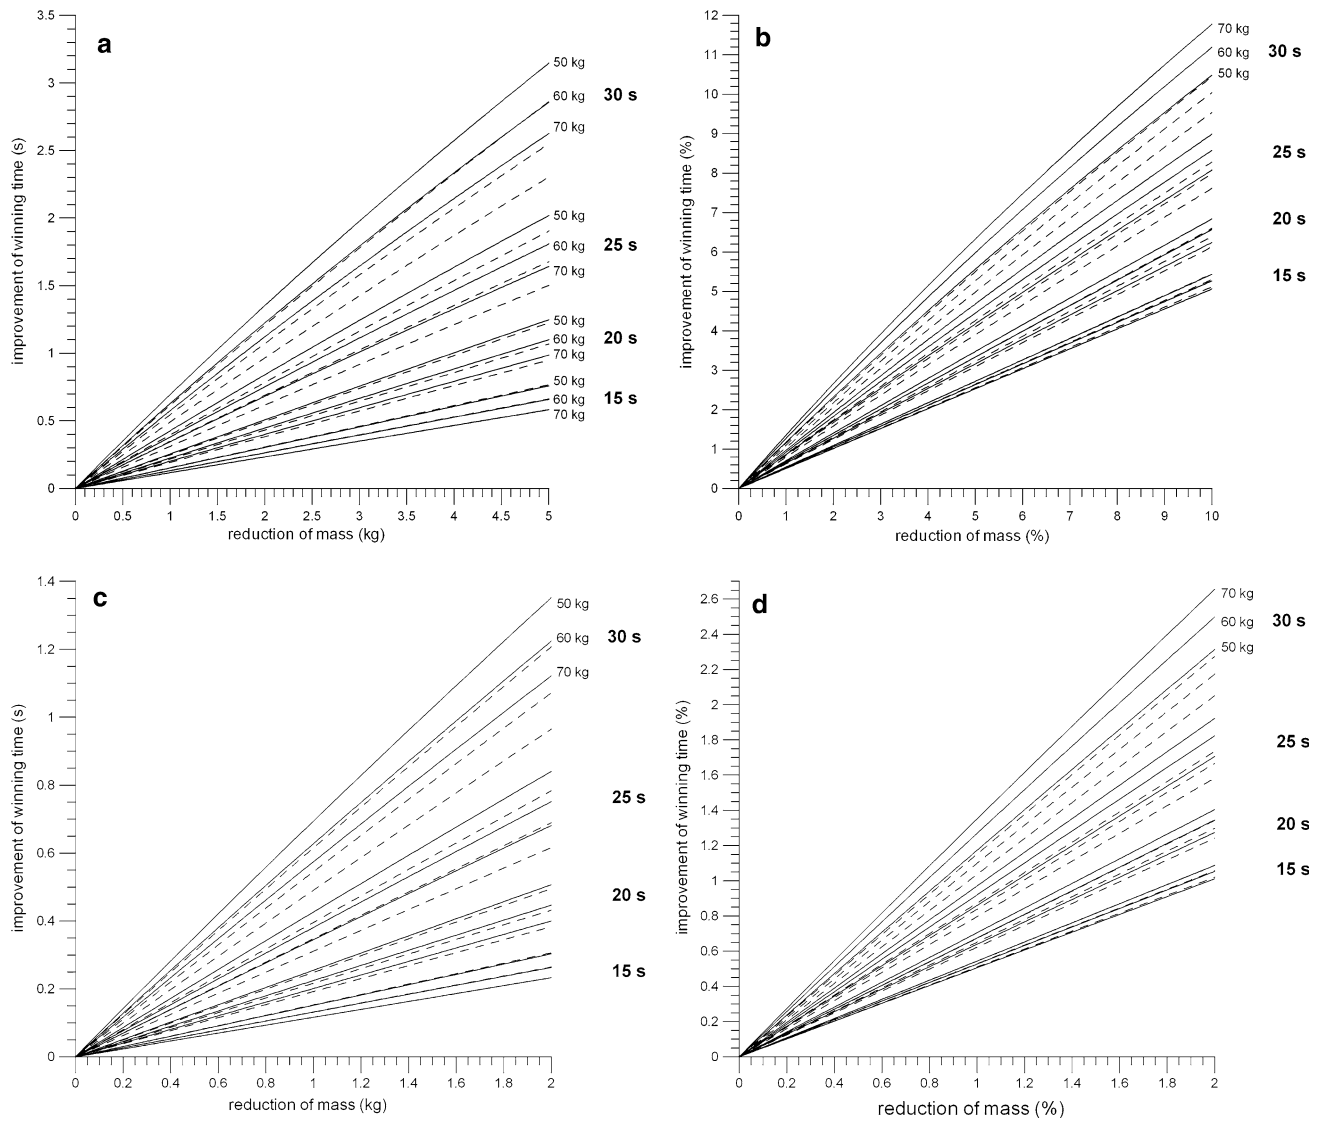 a
3.5
3
2.5
2
1.5
1
0.5
0
improvement of winning time (s)
50 kg
60 kg
70 kg
30 s
50 kg
60 kg
70 kg
25 s
50 kg
60 kg
70 kg
20 s
50 kg
60 kg
70 kg
15 s
0 0.5 1 1.5 2 2.5 3 3.5 4 4.5 5
reduction of mass (kg)
b
12
11
10
9
8
7
6
5
4
3
2
1
0
improvement of winning time (%)
70 kg
60 kg
50 kg
30 s
25 s
20 s
15 s
0 1 2 3 4 5 6 7 8 9 10
reduction of mass (%)
c
1.4
1.2
1
0.8
0.6
0.4
0.2
0
improvement of winning time (s)
50 kg
60 kg
70 kg
30 s
25 s
20 s
15 s
0 0.2 0.4 0.6 0.8 1 1.2 1.4 1.6 1.8 2
reduction of mass (kg)
d
2.6
2.4
2.2
2
1.8
1.6
1.4
1.2
1
0.8
0.6
0.4
0.2
0
improvement of winning time (%)
70 kg
60 kg
50 kg
30 s
25 s
20 s
15 s
0 0.2 0.4 0.6 0.8 1 1.2 1.4 1.6 1.8 2
reduction of mass (%)